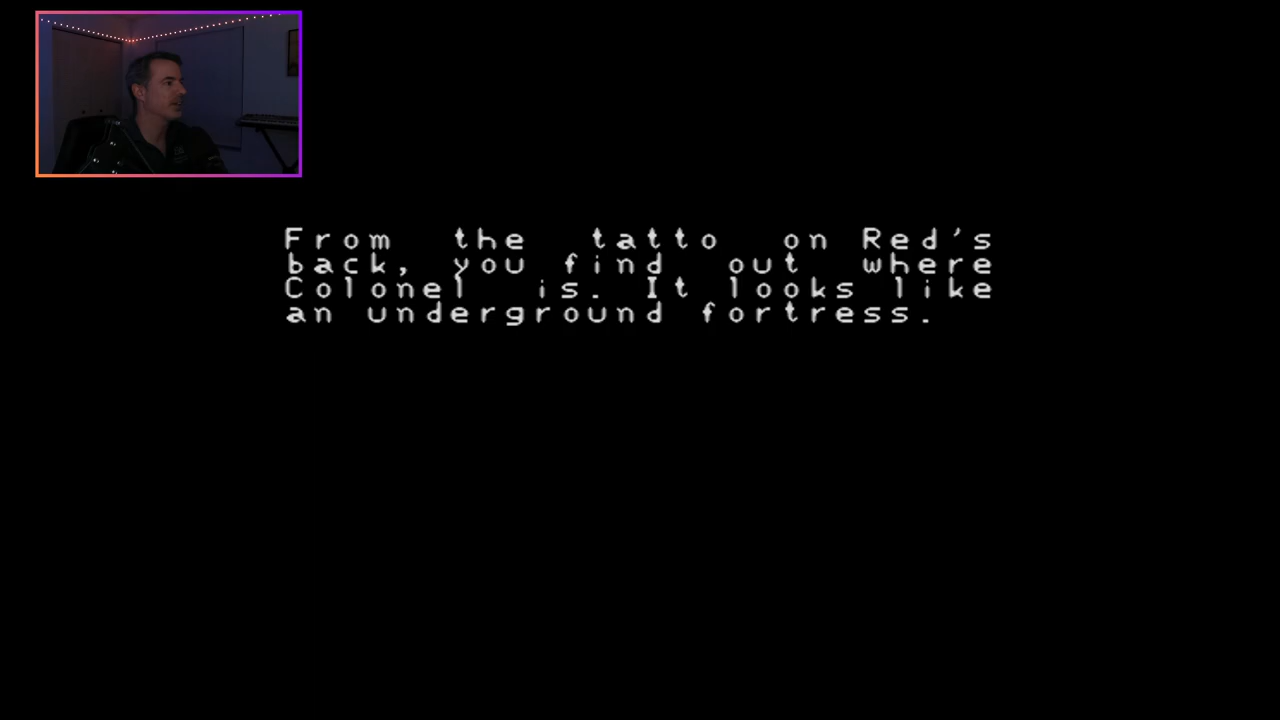 From the tatto on Red's
back, you find out where
Colonel is. It looks like
an underground fortress.